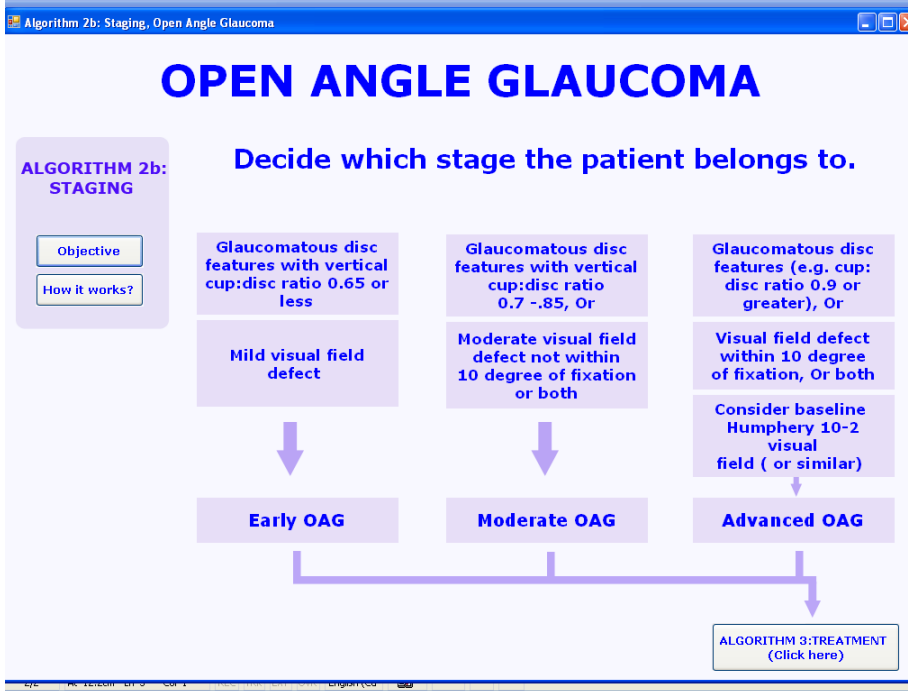 Algorithm 2b: Staging, Open Angle Glaucoma
OPEN ANGLE GLAUCOMA
ALGORITHM 2b:
STAGING
Objective
How it works?
Decide which stage the patient belongs to.
Glaucomatous disc
features with vertical
cup:disc ratio 0.65 or
less
Mild visual field
defect
Early OAG
Glaucomatous disc
features with vertical
cup:disc ratio
0.7 -.85, Or
Moderate visual field
defect not within
10 degree of fixation
or both
Moderate OAG
Glaucomatous disc
features (e.g. cup:
disc ratio 0.9 or
greater), Or
Visual field defect
within 10 degree
of fixation, Or both
Consider baseline
Humphery 10-2
visual
field ( or similar)
Advanced OAG
ALGORITHM 3:TREATMENT
(Click here)